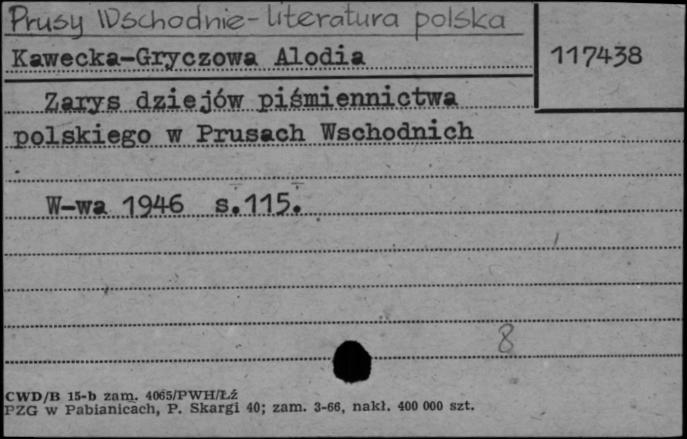 Prusy Wschodnie-literatura polska
Kawecka-Gryczowa Alodia
117438
Zarys dziejów piśmiennictwa
polskiego w Prusach Wschodnich
W-wa 1946 s.115.
8
CWD/B 15-b zam. 4065/PWH/Łź
PZG w Pabianicach, P. Skargi 40; zam. 3-66, nakł. 400 000 szt.